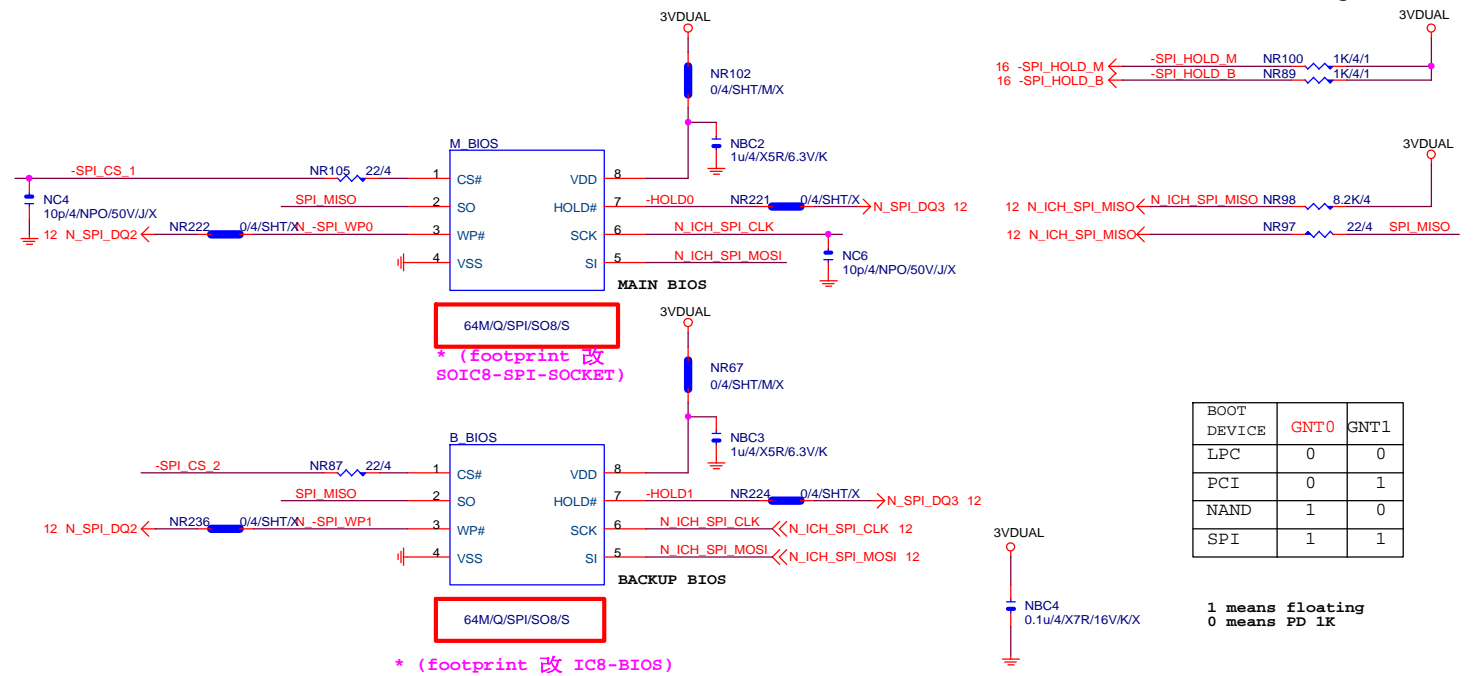 3VDUAL
NR102
0/4/SHT/M/X
NBC2
1u/4/X5R/6.3V/K
M_BIOS
-SPI_CS_1
NR105 22/4
1 CS#
VDD 8
NC4
10p/4/NPO/50V/J/X
SPI_MISO
2 SO
HOLD# 7
-HOLD0
NR221 0/4/SHT/X
N_SPI_DQ3 12
12 N_SPI_DQ2
NR222 0/4/SHT/X
N_-SPI_WP0
3 WP#
SCK 6
N_ICH_SPI_CLK
4 VSS
SI 5
N_ICH_SPI_MOSI
NC6
10p/4/NPO/50V/J/X
MAIN BIOS
64M/Q/SPI/SO8/S
* (footprint 改
SOIC8-SPI-SOCKET)
3VDUAL
16 -SPI_HOLD_M
-SPI_HOLD_M
NR100 1K/4/1
16 -SPI_HOLD_B
-SPI_HOLD_B
NR89 1K/4/1
3VDUAL
12 N_ICH_SPI_MISO
N_ICH_SPI_MISO
NR98 8.2K/4
12 N_ICH_SPI_MISO
NR97 22/4
SPI_MISO
3VDUAL
NR67
0/4/SHT/M/X
NBC3
1u/4/X5R/6.3V/K
B_BIOS
-SPI_CS_2
NR87 22/4
1 CS#
VDD 8
SPI_MISO
2 SO
HOLD# 7
-HOLD1
NR224 0/4/SHT/X
N_SPI_DQ3 12
12 N_SPI_DQ2
NR236 0/4/SHT/X
N_-SPI_WP1
3 WP#
SCK 6
N_ICH_SPI_CLK
N_ICH_SPI_CLK 12
4 VSS
SI 5
N_ICH_SPI_MOSI
N_ICH_SPI_MOSI 12
BACKUP BIOS
64M/Q/SPI/SO8/S
* (footprint 改 IC8-BIOS)
3VDUAL
NBC4
0.1u/4/X7R/16V/K/X
BOOT
DEVICE GNT0 GNT1
LPC 0 0
PCI 0 1
NAND 1 0
SPI 1 1
1 means floating
0 means PD 1K